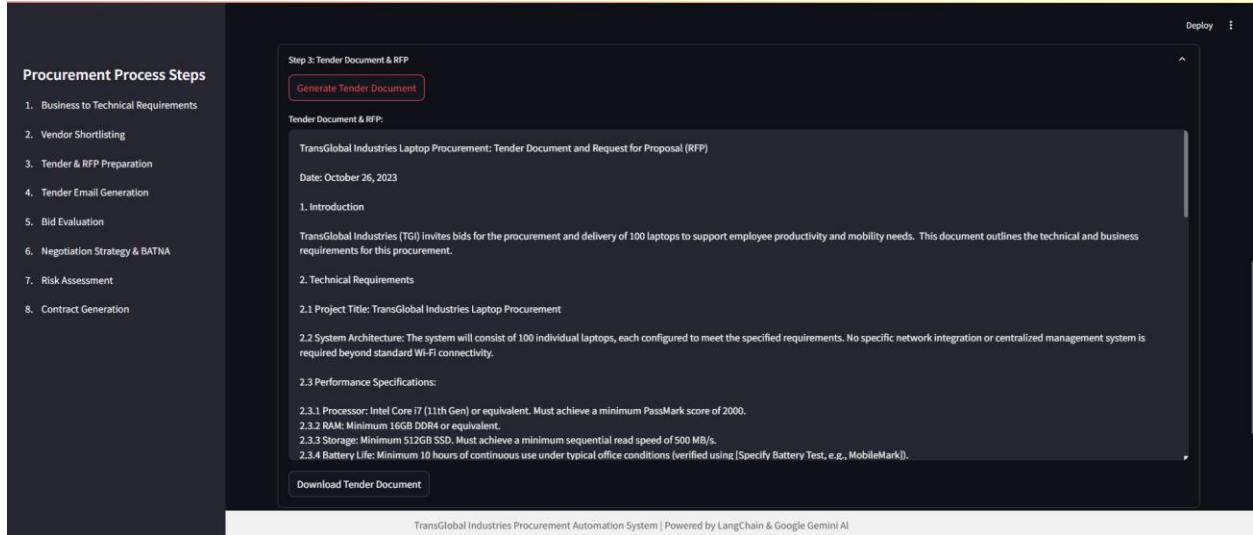 Deploy
Procurement Process Steps
1. Business to Technical Requirements
2. Vendor Shortlisting
3. Tender & RFP Preparation
4. Tender Email Generation
5. Bid Evaluation
6. Negotiation Strategy & BATNA
7. Risk Assessment
8. Contract Generation
Step 3: Tender Document & RFP
Generate Tender Document
Tender Document & RFP:
TransGlobal Industries Laptop Procurement: Tender Document and Request for Proposal (RFP)
Date: October 26, 2023
1. Introduction
TransGlobal Industries (TGI) invites bids for the procurement and delivery of 100 laptops to support employee productivity and mobility needs. This document outlines the technical and business
requirements for this procurement.
2. Technical Requirements
2.1 Project Title: TransGlobal Industries Laptop Procurement
2.2 System Architecture: The system will consist of 100 individual laptops, each configured to meet the specified requirements. No specific network integration or centralized management system is
required beyond standard Wi-Fi connectivity.
2.3 Performance Specifications:
2.3.1 Processor: Intel Core i7 (11th Gen) or equivalent. Must achieve a minimum PassMark score of 2000.
2.3.2 RAM: Minimum 16GB DDR4 or equivalent.
2.3.3 Storage: Minimum 512GB SSD. Must achieve a minimum sequential read speed of 500 MB/s.
2.3.4 Battery Life: Minimum 10 hours of continuous use under typical office conditions (verified using [Specify Battery Test, e.g., MobileMark]).
Download Tender Document
TransGlobal Industries Procurement Automation System | Powered by LangChain & Google Gemini AI